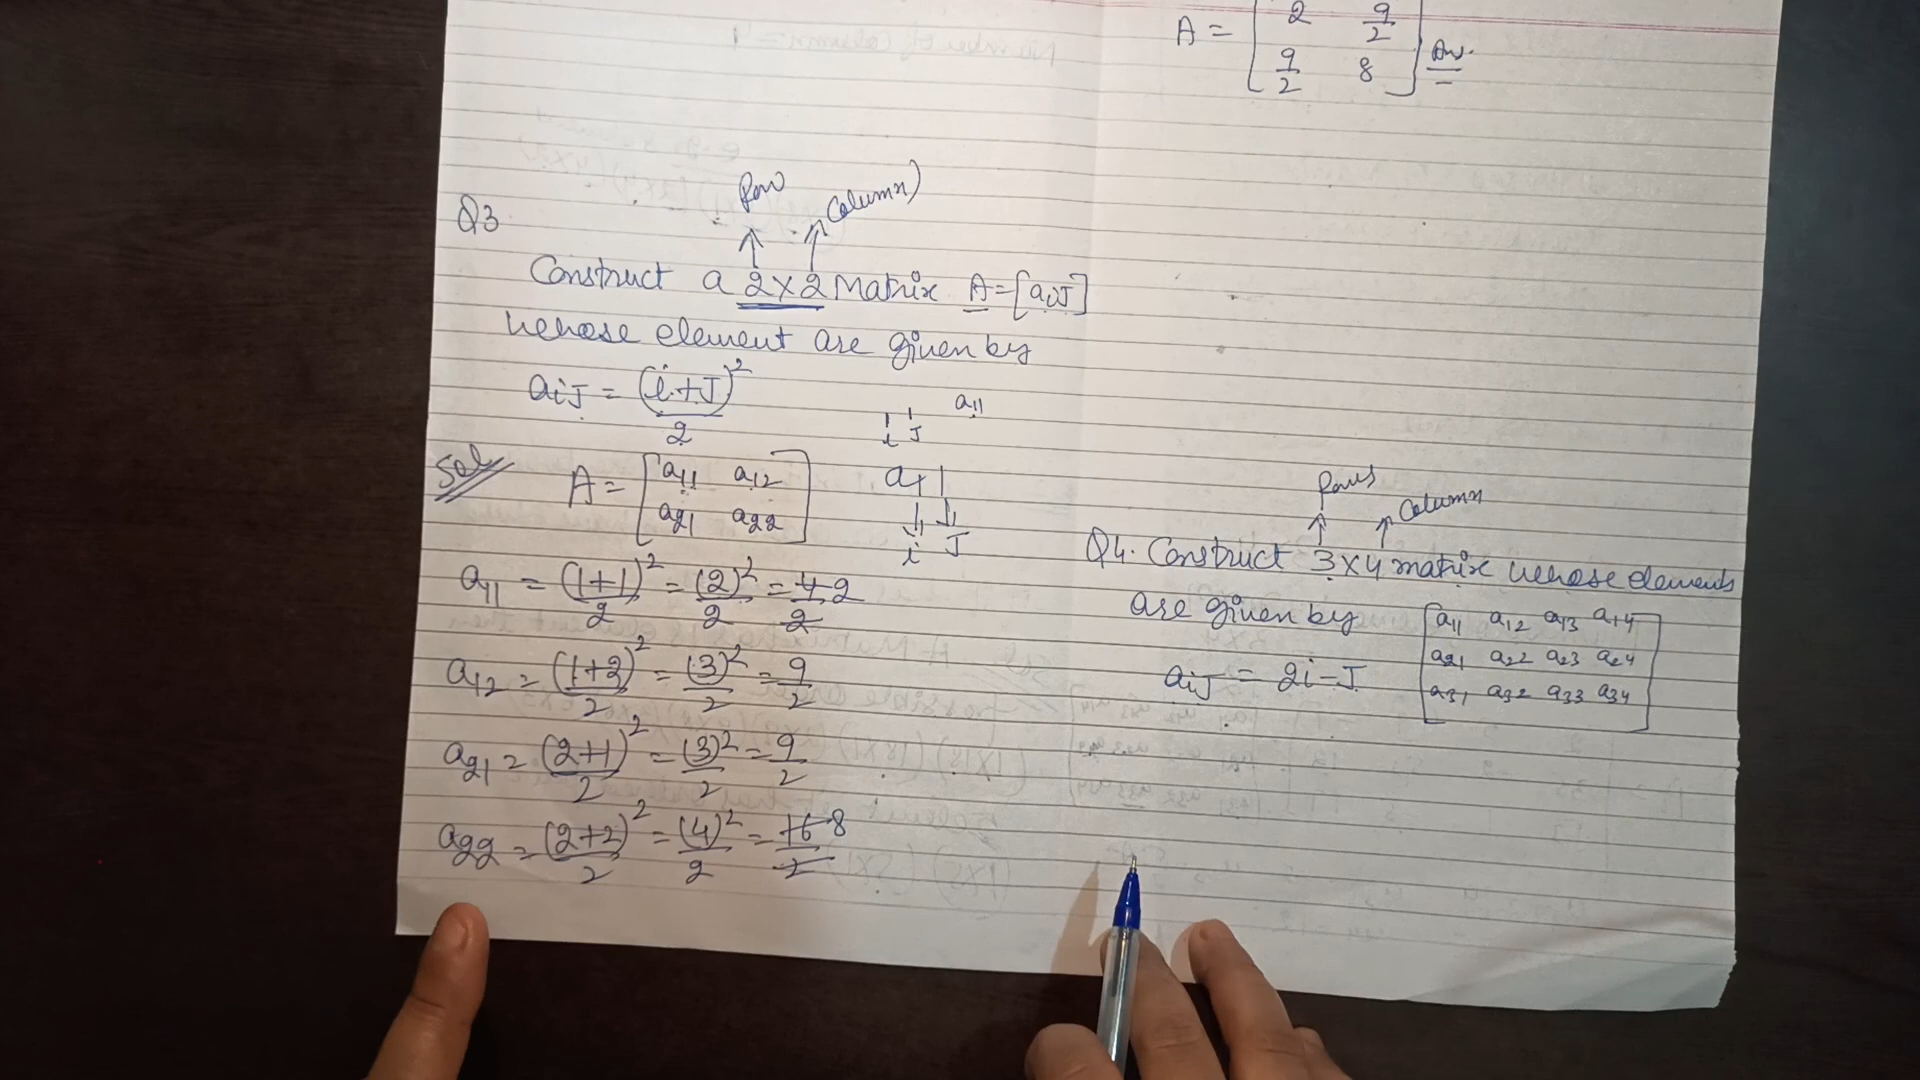 A = [ 2 9/2
9/2 8 ] Ans.
Q3
Row Column)
Construct a 2x2 Matrix A = [aiJ]
whose element are given by
aiJ = (i+J)²/2
a11
i J
Sol A = [ a11 a12
a21 a22 ]
a11
i J
a11 = (1+1)²/2 = (2)²/2 = 4/2 2
a12 = (1+2)²/2 = (3)²/2 = 9/2
a21 = (2+1)²/2 = (3)²/2 = 9/2
a22 = (2+2)²/2 = (4)²/2 = 16/2 8
Rows Column
Q4. Construct 3x4 matrix whose elements
are given by
aiJ = 2i-J
[ a11 a12 a13 a14
a21 a22 a23 a24
a31 a32 a33 a34 ]